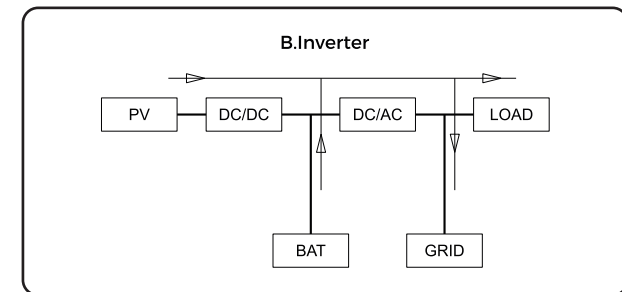 B.Inverter
PV
DC/DC
DC/AC
LOAD
BAT
GRID